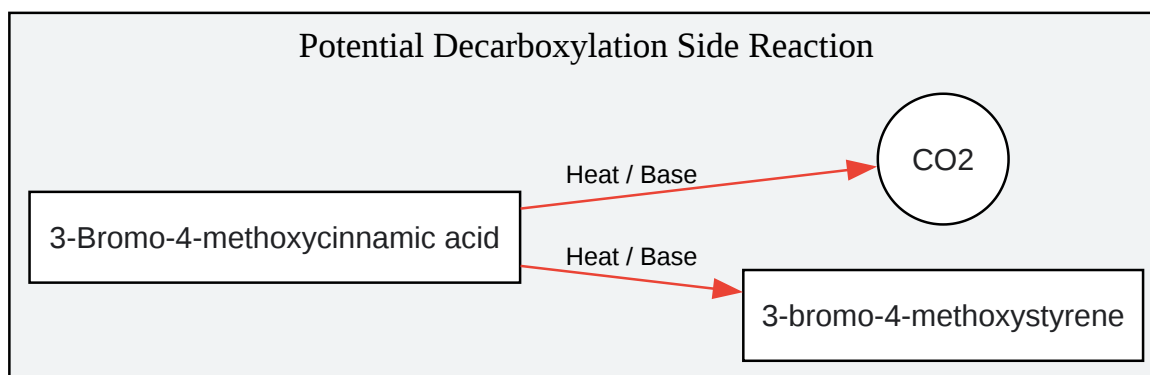 Potential Decarboxylation Side Reaction
CO2
Heat / Base
3-Bromo-4-methoxycinnamic acid
Heat / Base
3-bromo-4-methoxystyrene